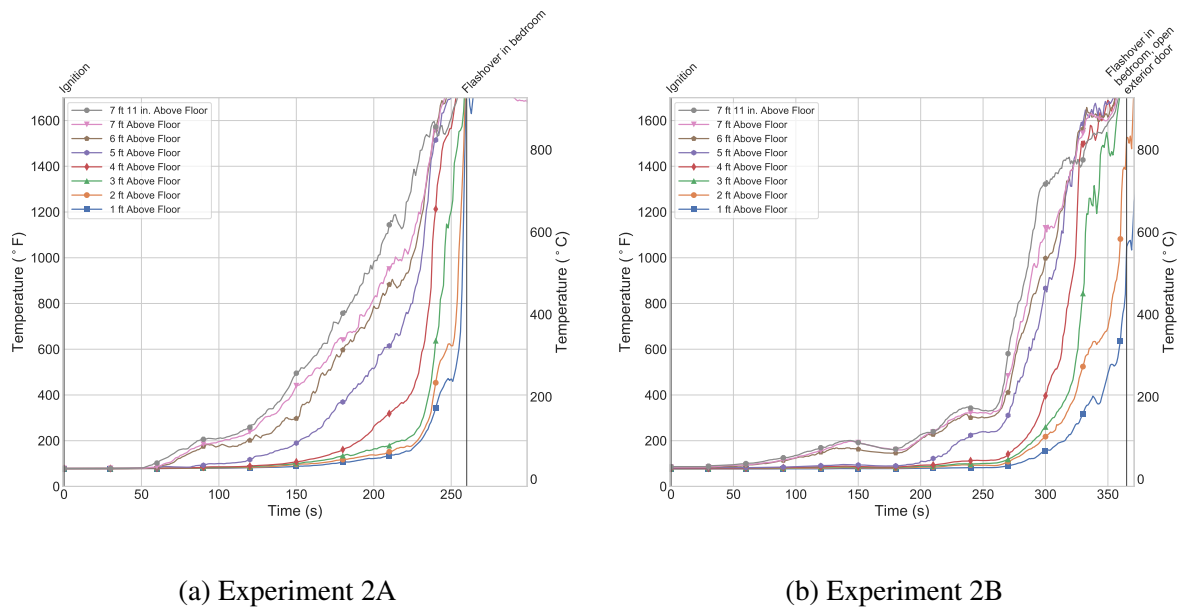 Ignition
Flashover in bedroom
7 ft 11 in. Above Floor
7 ft Above Floor
6 ft Above Floor
5 ft Above Floor
4 ft Above Floor
3 ft Above Floor
2 ft Above Floor
1 ft Above Floor
1600
1400
1200
1000
800
600
400
200
0
Temperature (° F)
800
600
400
200
0
Temperature (° C)
0 50 100 150 200 250
Time (s)
(a) Experiment 2A
Ignition
Flashover in
bedroom, open
exterior door
7 ft 11 in. Above Floor
7 ft Above Floor
6 ft Above Floor
5 ft Above Floor
4 ft Above Floor
3 ft Above Floor
2 ft Above Floor
1 ft Above Floor
1600
1400
1200
1000
800
600
400
200
0
Temperature (° F)
800
600
400
200
0
Temperature (° C)
0 50 100 150 200 250 300 350
Time (s)
(b) Experiment 2B